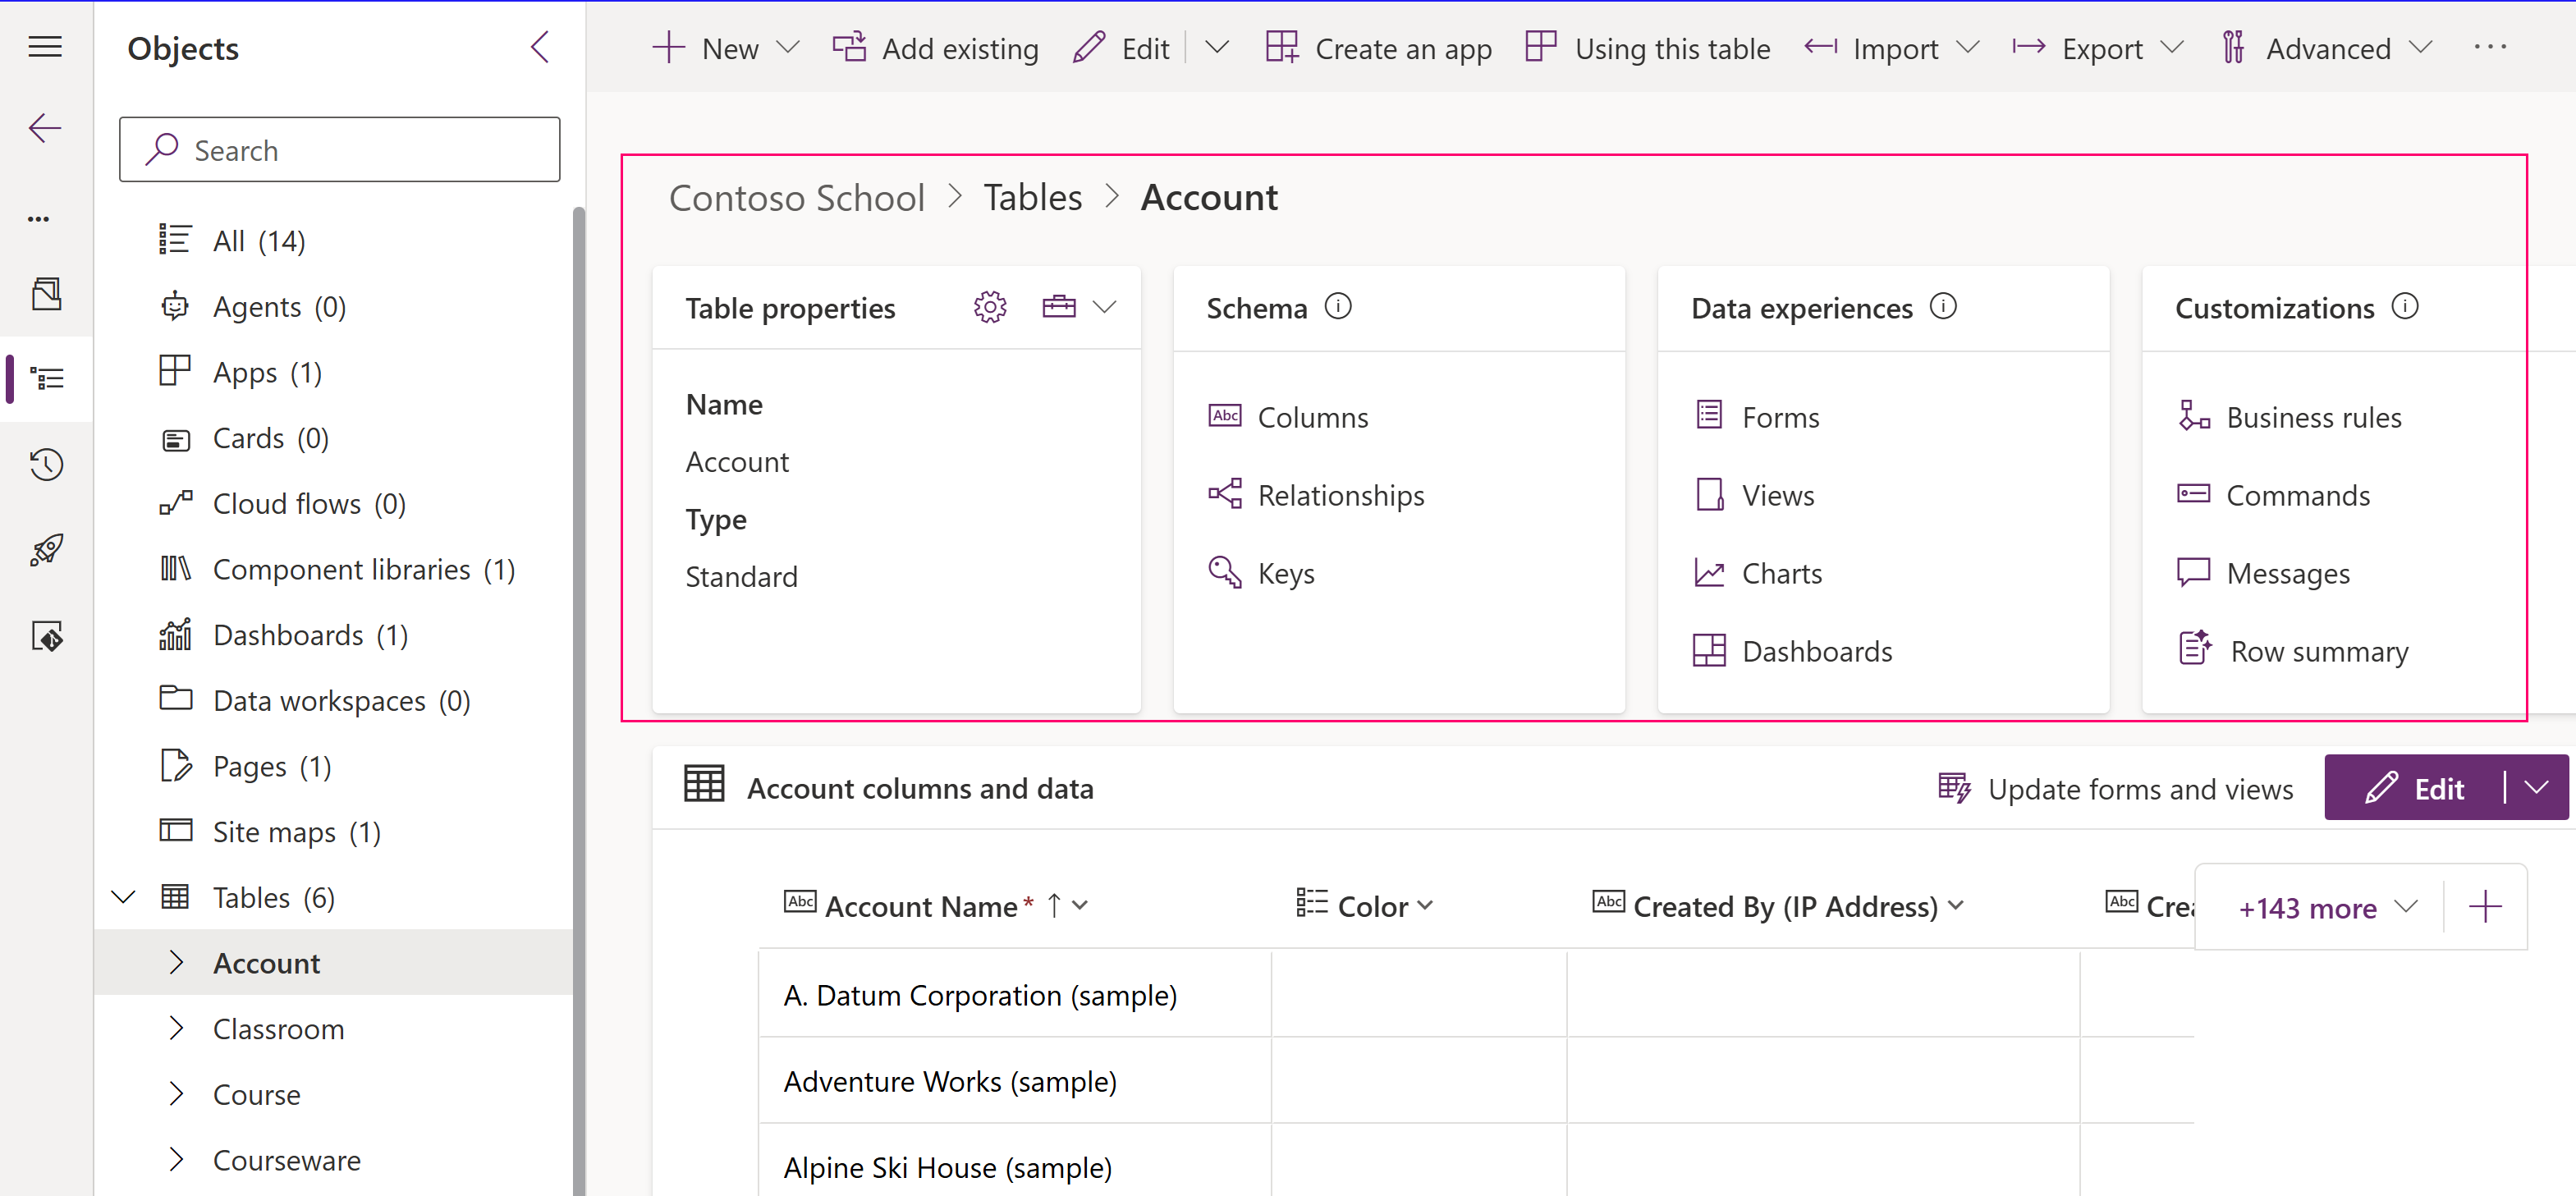 Objects
Search
All (14)
Agents (0)
Apps (1)
Cards (0)
Cloud flows (0)
Component libraries (1)
Dashboards (1)
Data workspaces (0)
Pages (1)
Site maps (1)
Tables (6)
Account
Classroom
Course
Courseware
New
Add existing
Edit
Create an app
Using this table
Import
Export
Advanced
Contoso School > Tables > Account
Table properties
Name
Account
Type
Standard
Schema
Abc Columns
Relationships
Keys
Data experiences
Forms
Views
Charts
Dashboards
Customizations
Business rules
Commands
Messages
Row summary
Account columns and data
Update forms and views
Edit
Abc Account Name* ↑
Color
Abc Created By (IP Address)
Abc
+143 more
A. Datum Corporation (sample)
Adventure Works (sample)
Alpine Ski House (sample)